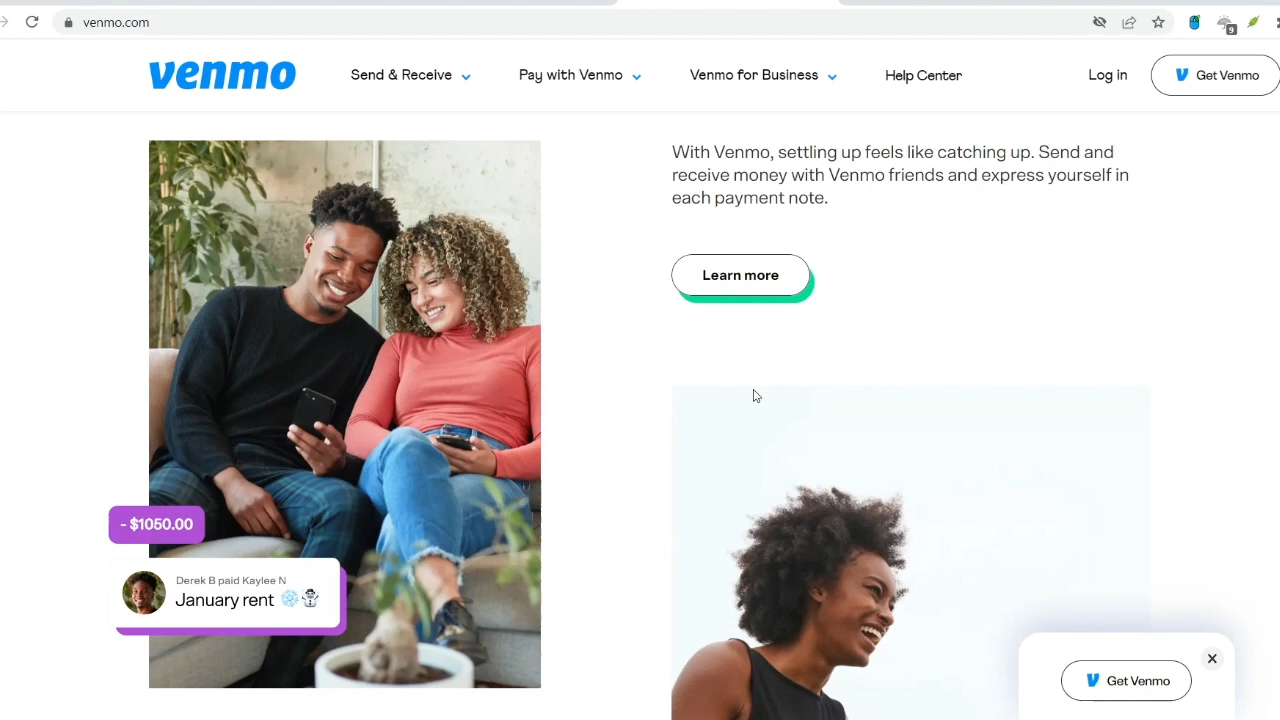 venmo.com
9
venmo
Send & Receive
Pay with Venmo
Venmo for Business
Help Center
Log in
Get Venmo
With Venmo, settling up feels like catching up. Send and
receive money with Venmo friends and express yourself in
each payment note.
Learn more
- $1050.00
Derek B paid Kaylee N
January rent ❄️☃️
Get Venmo